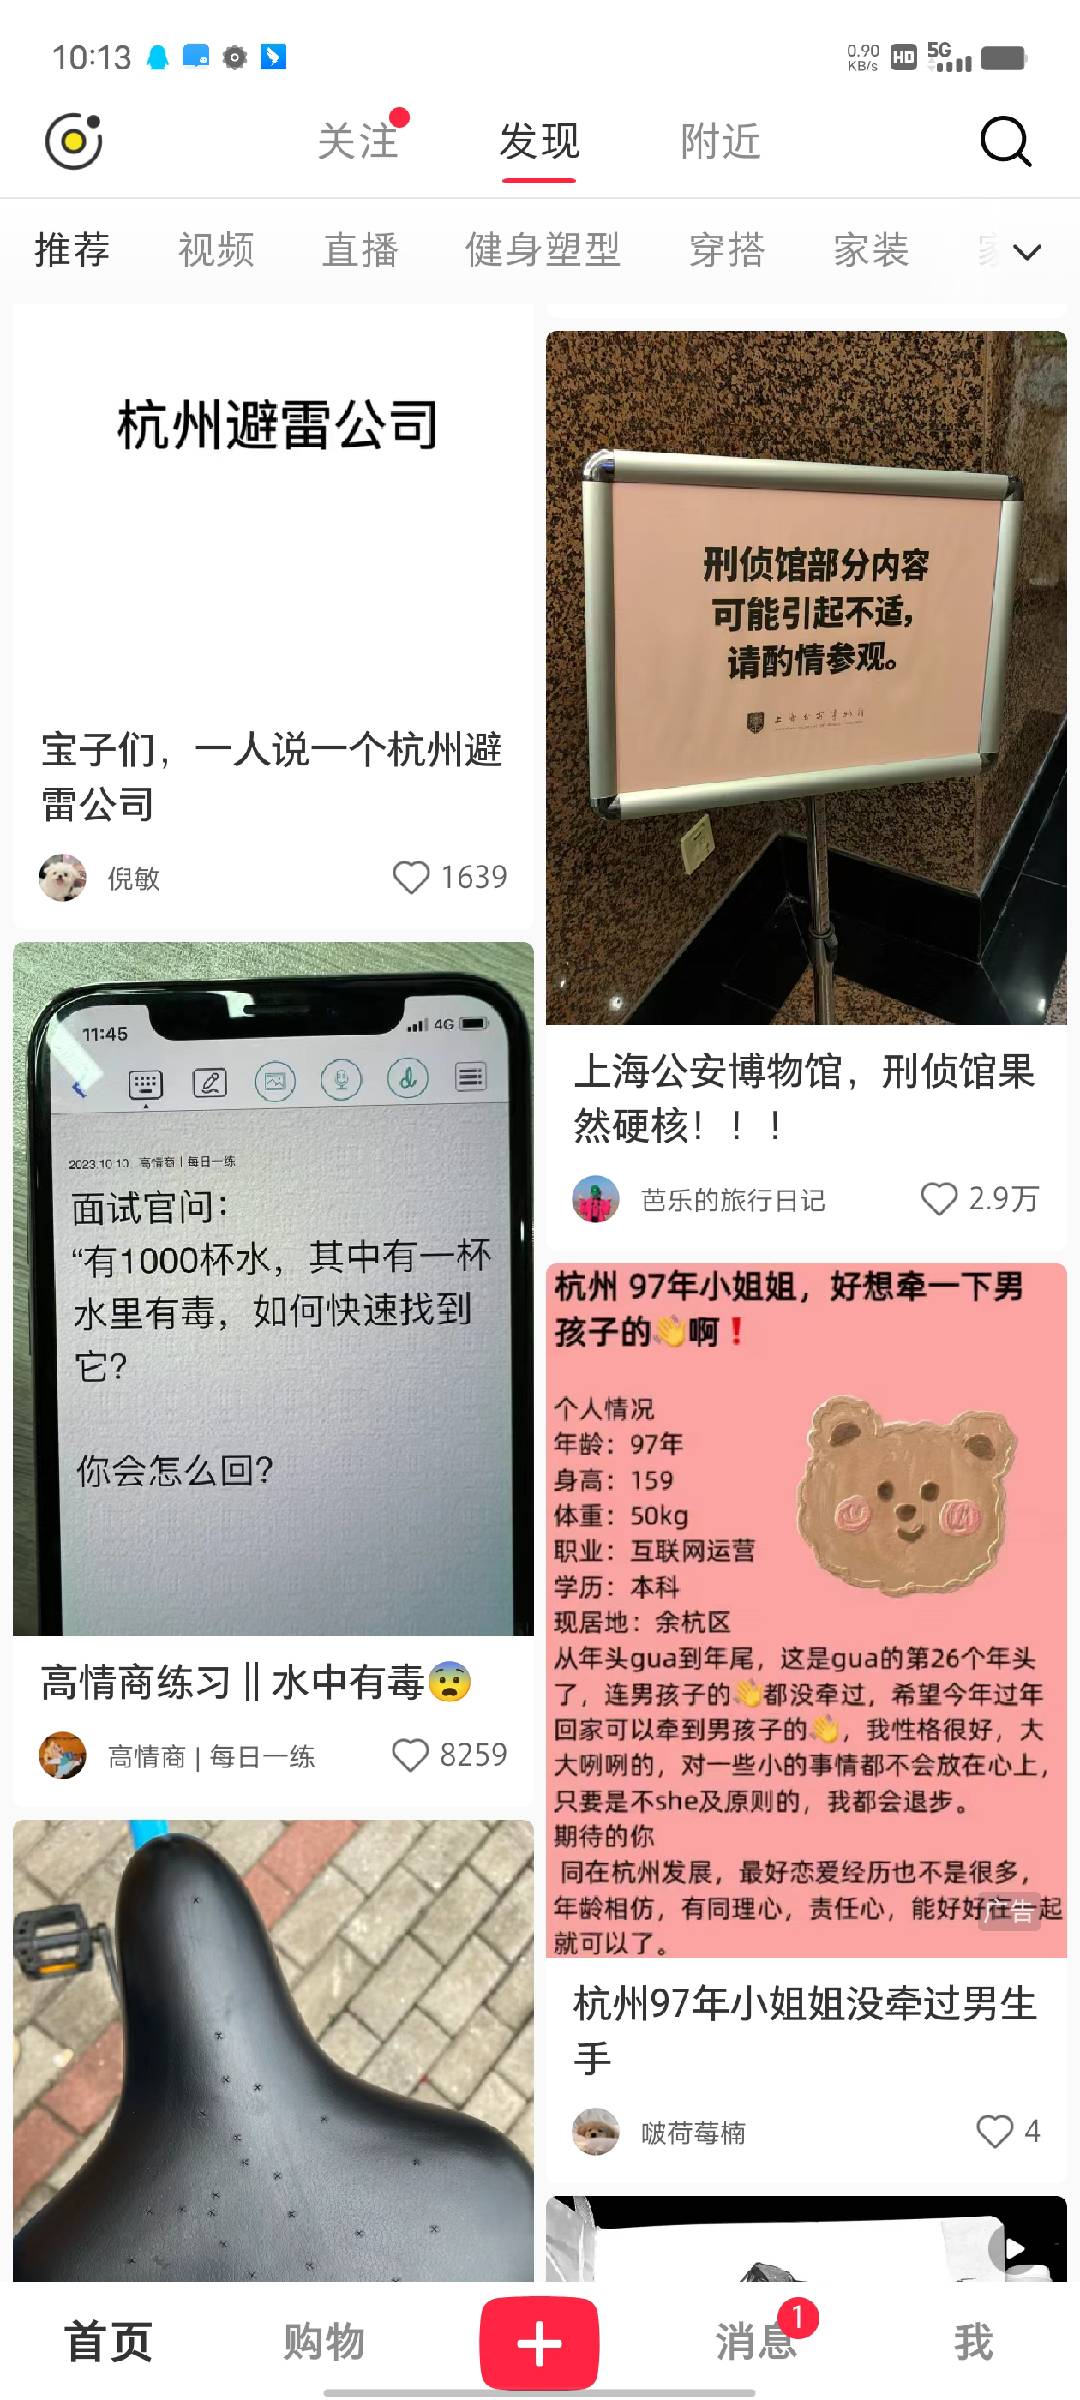 10:13
0.90
KB/s
HD
5G
关注
发现
附近
推荐
视频
直播
健身塑型
穿搭
家装
杭州避雷公司
宝子们，一人说一个杭州避
雷公司
倪敏
1639
刑侦馆部分内容
可能引起不适，
请酌情参观。
上海公安博物馆
上海公安博物馆，刑侦馆果
然硬核！！！
芭乐的旅行日记
2.9万
11:45
4G
2023.10.10 高情商 | 每日一练
面试官问：
“有1000杯水，其中有一杯
水里有毒，如何快速找到
它？
你会怎么回？
高情商练习 || 水中有毒😨
高情商 | 每日一练
8259
杭州 97年小姐姐，好想牵一下男
孩子的👋啊❗
个人情况
年龄：97年
身高：159
体重：50kg
职业：互联网运营
学历：本科
现居地：余杭区
从年头gua到年尾，这是gua的第26个年头
了，连男孩子的👋都没牵过，希望今年过年
回家可以牵到男孩子的👋，我性格很好，大
大咧咧的，对一些小的事情都不会放在心上，
只要是不she及原则的，我都会退步。
期待的你
同在杭州发展，最好恋爱经历也不是很多，
年龄相仿，有同理心，责任心，能好好在一起
就可以了。
广告
杭州97年小姐姐没牵过男生
手
啵荷莓楠
4
首页
购物
消息
1
我